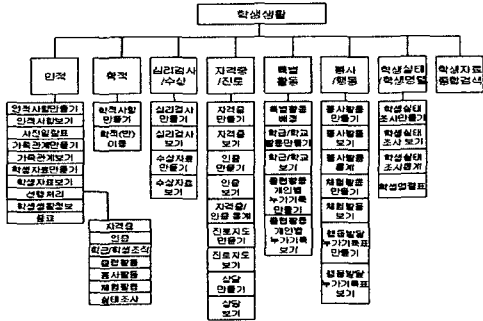 학생생활
인적
학적
심리검사
/수상
자격증
/진로
특별
활동
봉사
/행동
학생실태
/학생명렬
학생자료
종합검색
인적사항만들기
인적사항보기
사진일람표
가족관계만들기
가족관계보기
학생자료만들기
학생자료보기
선행처리
학생생활정보
통표
자격증
인증
학급/학생조직
클럽활동
봉사활동
체험활동
실태조사
학적사항
만들기
학적(반)
이동
심리검사
만들기
심리검사
보기
수상자료
만들기
수상자료
보기
자격증
만들기
자격증
보기
인증
만들기
인증
보기
자격증/
인증 통계
진로지도
만들기
진로지도
보기
상담
만들기
상담
보기
특별활동
배정
학급/학교
활동만들기
학급/학교
보기
클럽활동
개인별
누가기록
만들기
클럽활동
개인별
누가기록
보기
봉사활동
만들기
봉사활동
보기
봉사활동
통계
체험활동
만들기
체험활동
보기
행동발달
누가기록표
만들기
행동발달
누가기록표
보기
학생실태
조사만들기
학생실태
조사 보기
학생실태
조사통계
학생명렬표